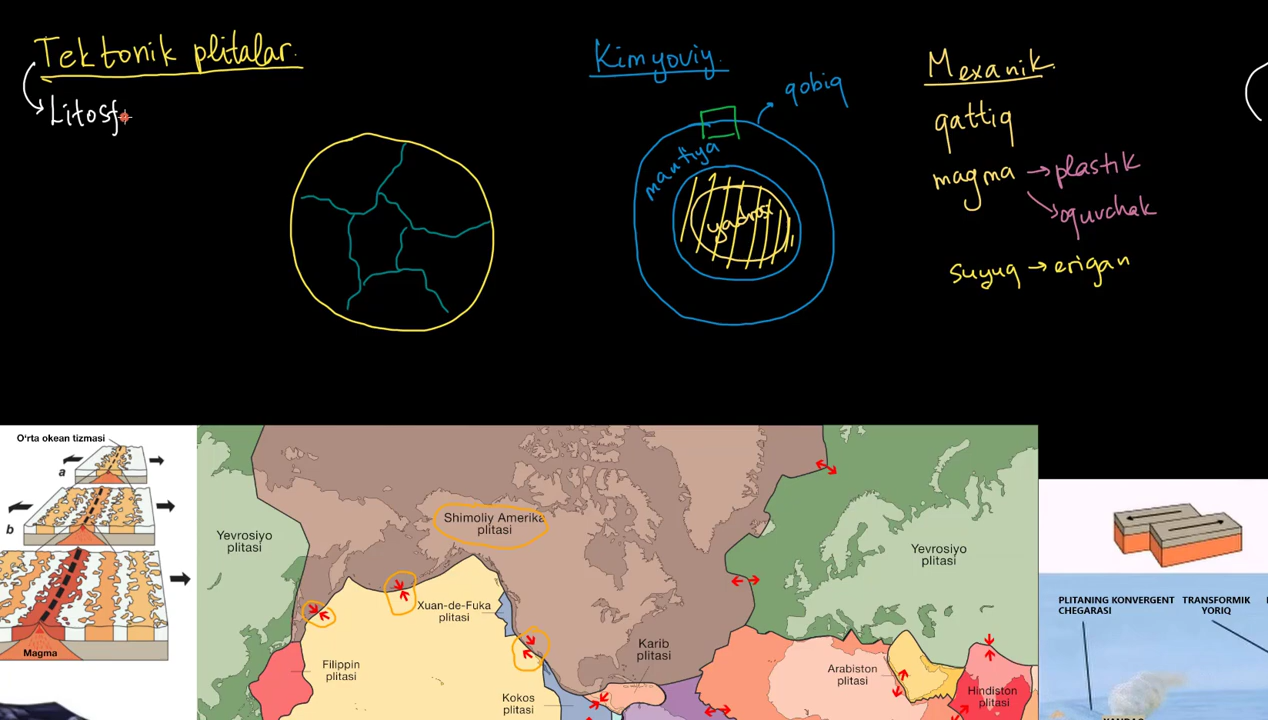 Tektonik plitalar
Litosf
Kimyoviy
qobiq
mantiya
yadrosi
Mexanik
qattiq
magma → plastik
oquvchak
suyuq → erigan
O'rta okean tizmasi
a
b
Magma
Yevrosiyo
plitasi
Shimoliy Amerika
plitasi
Xuan-de-Fuka
plitasi
Filippin
plitasi
Kokos
plitasi
Karib
plitasi
Yevrosiyo
plitasi
Arabiston
plitasi
Hindiston
plitasi
PLITANING KONVERGENT
CHEGARASI
TRANSFORMIK
YORIQ